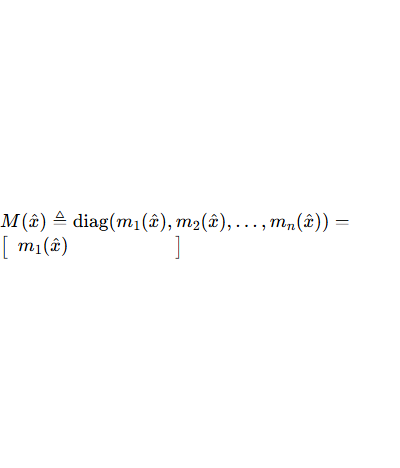 M(x̂) ≜ diag(m₁(x̂), m₂(x̂), …, mₙ(x̂)) =
[ m₁(x̂) ]